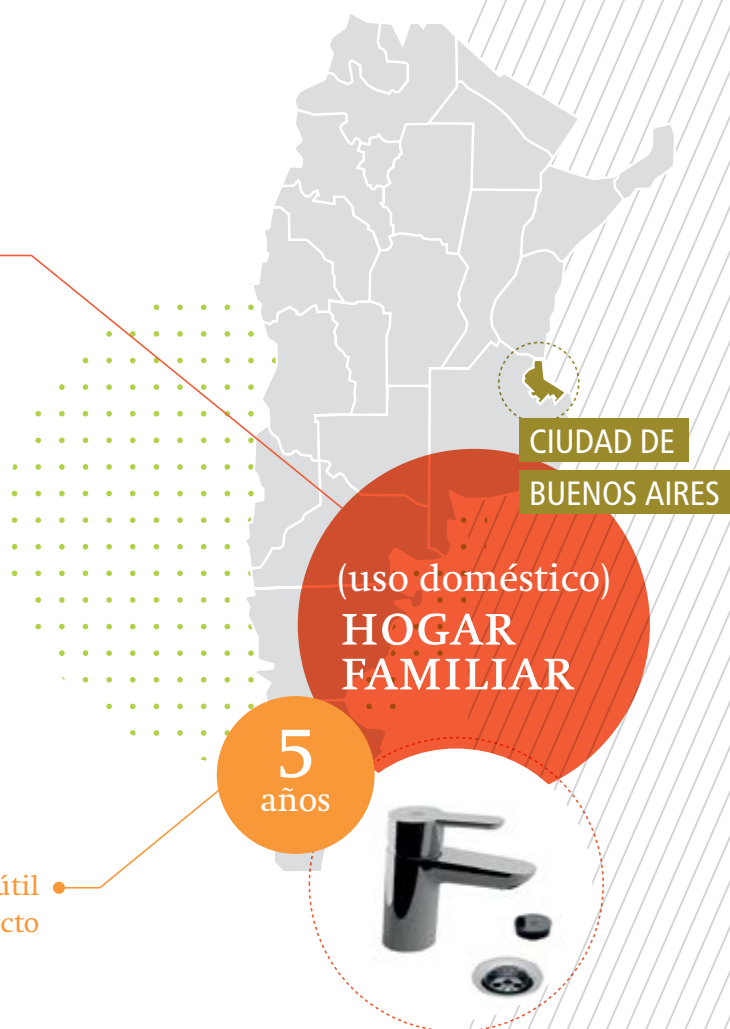 CIUDAD DE
BUENOS AIRES
(uso doméstico)
HOGAR
FAMILIAR
5
años
útil
cto